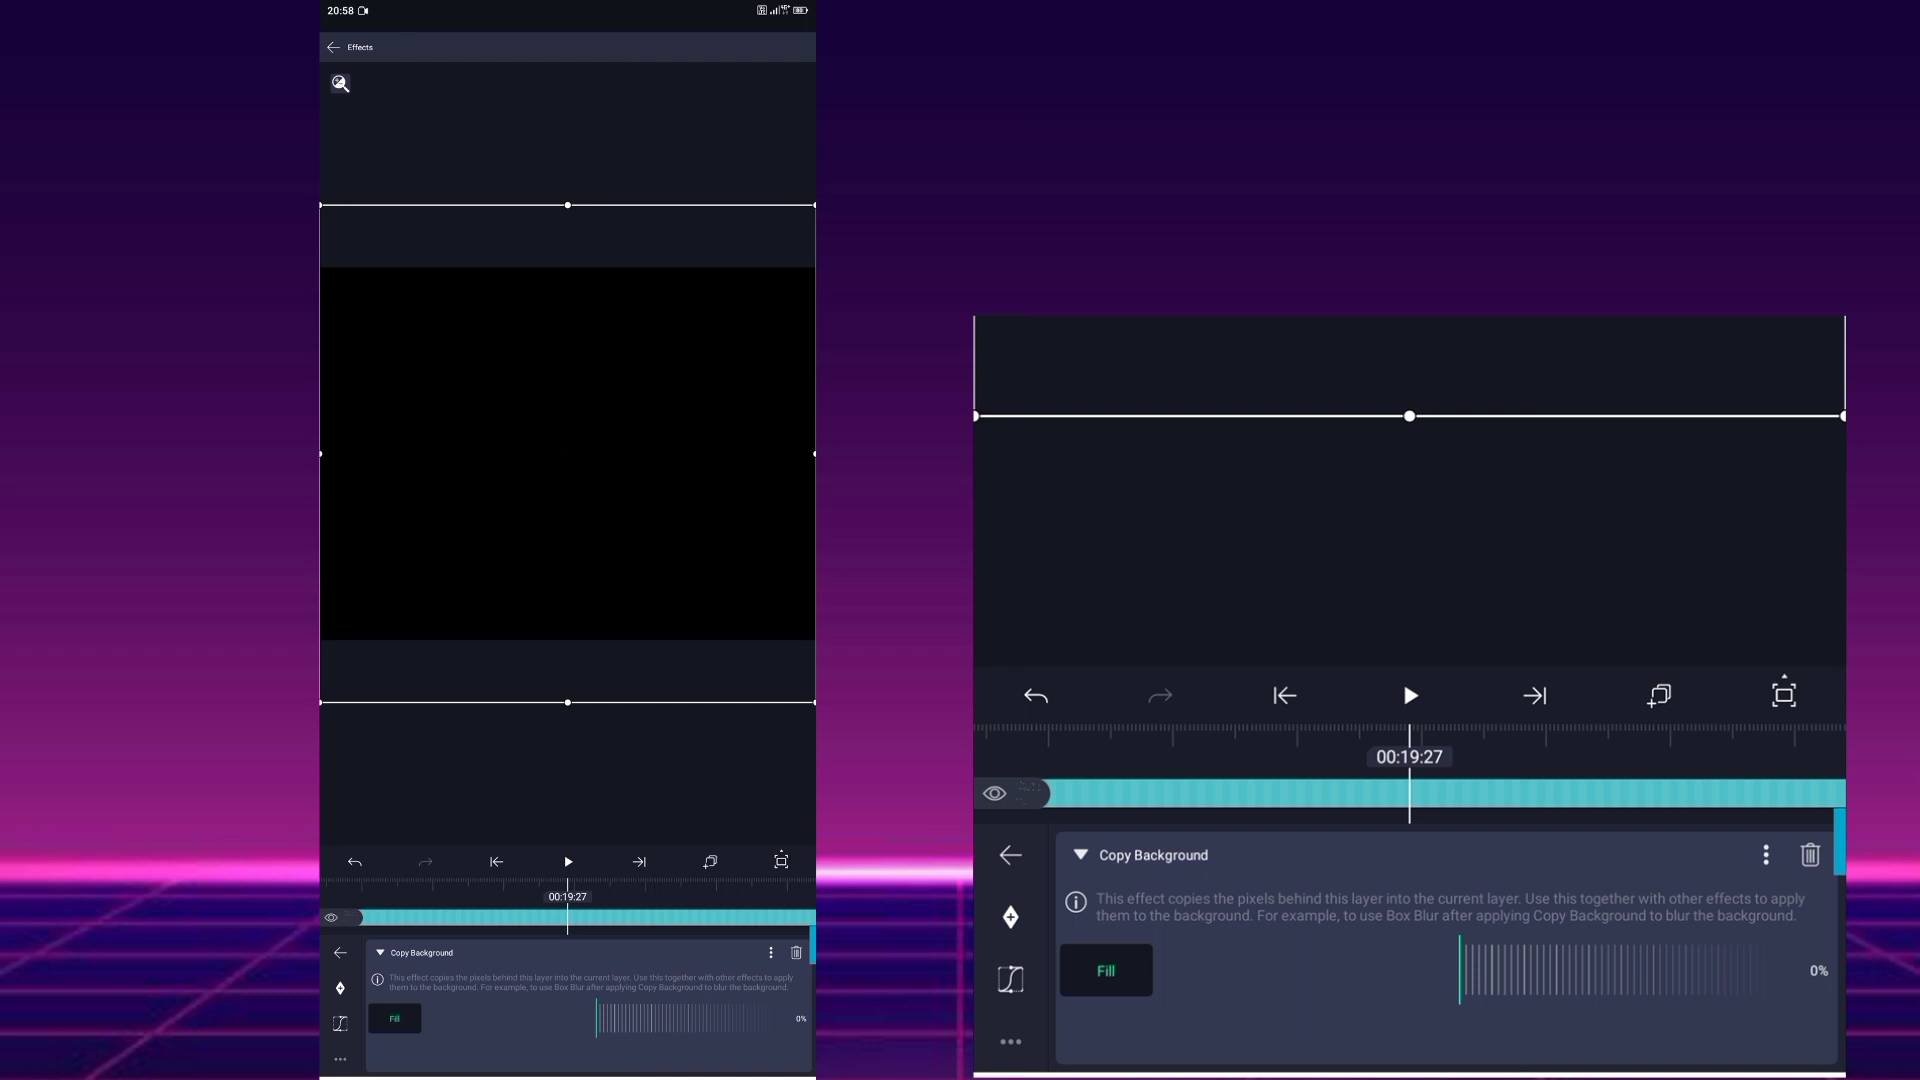 20:58
Effects
00:19:27
Copy Background
This effect copies the pixels behind this layer into the current layer. Use this together with other effects to apply
them to the background. For example, to use Box Blur after applying Copy Background to blur the background.
Fill
0%
00:19:27
Copy Background
This effect copies the pixels behind this layer into the current layer. Use this together with other effects to apply
them to the background. For example, to use Box Blur after applying Copy Background to blur the background.
Fill
0%